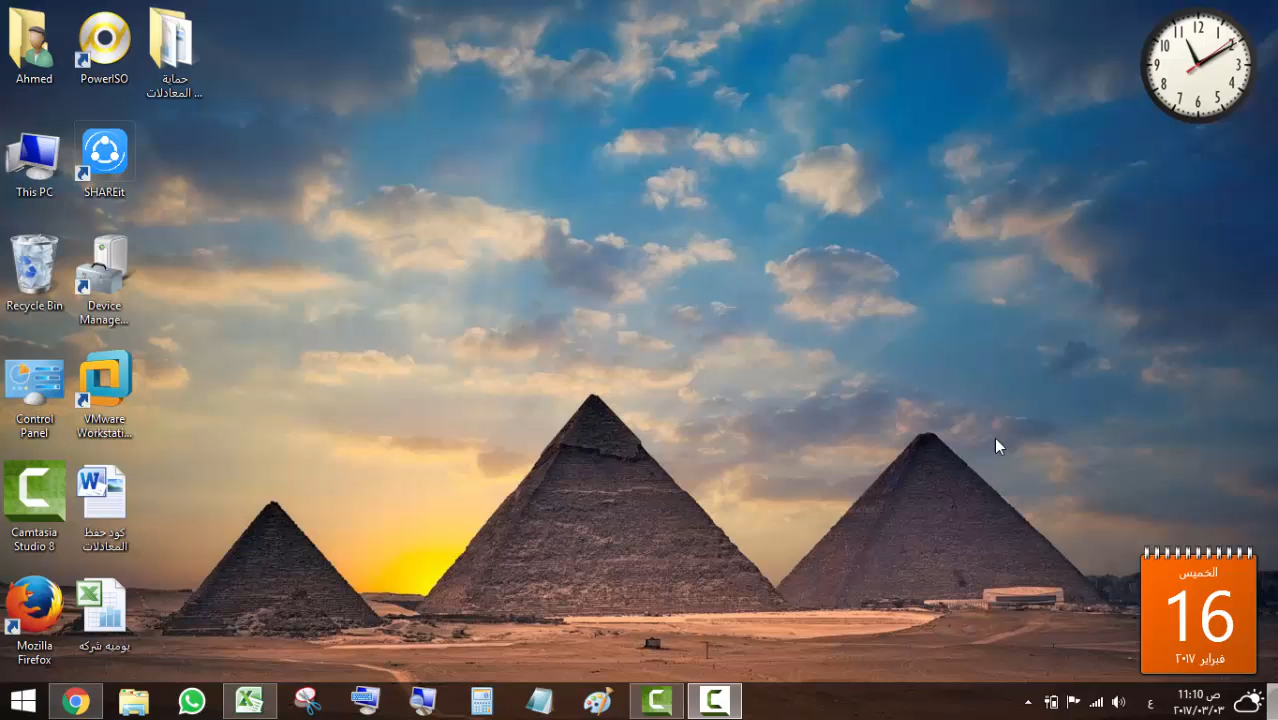 Ahmed
PowerISO
حماية
المعادلات ...
This PC
SHAREit
Recycle Bin
Device
Manage...
Control
Panel
VMware
Workstati...
Camtasia
Studio 8
كود حفظ
المعادلات
Mozilla
Firefox
يوميه شركه
12
1
2
3
4
5
6
7
8
9
10
11
الخميس
16
فبراير ٢٠١٧
ع
11:10 ص
٢٠١٧/٠٣/٠٣